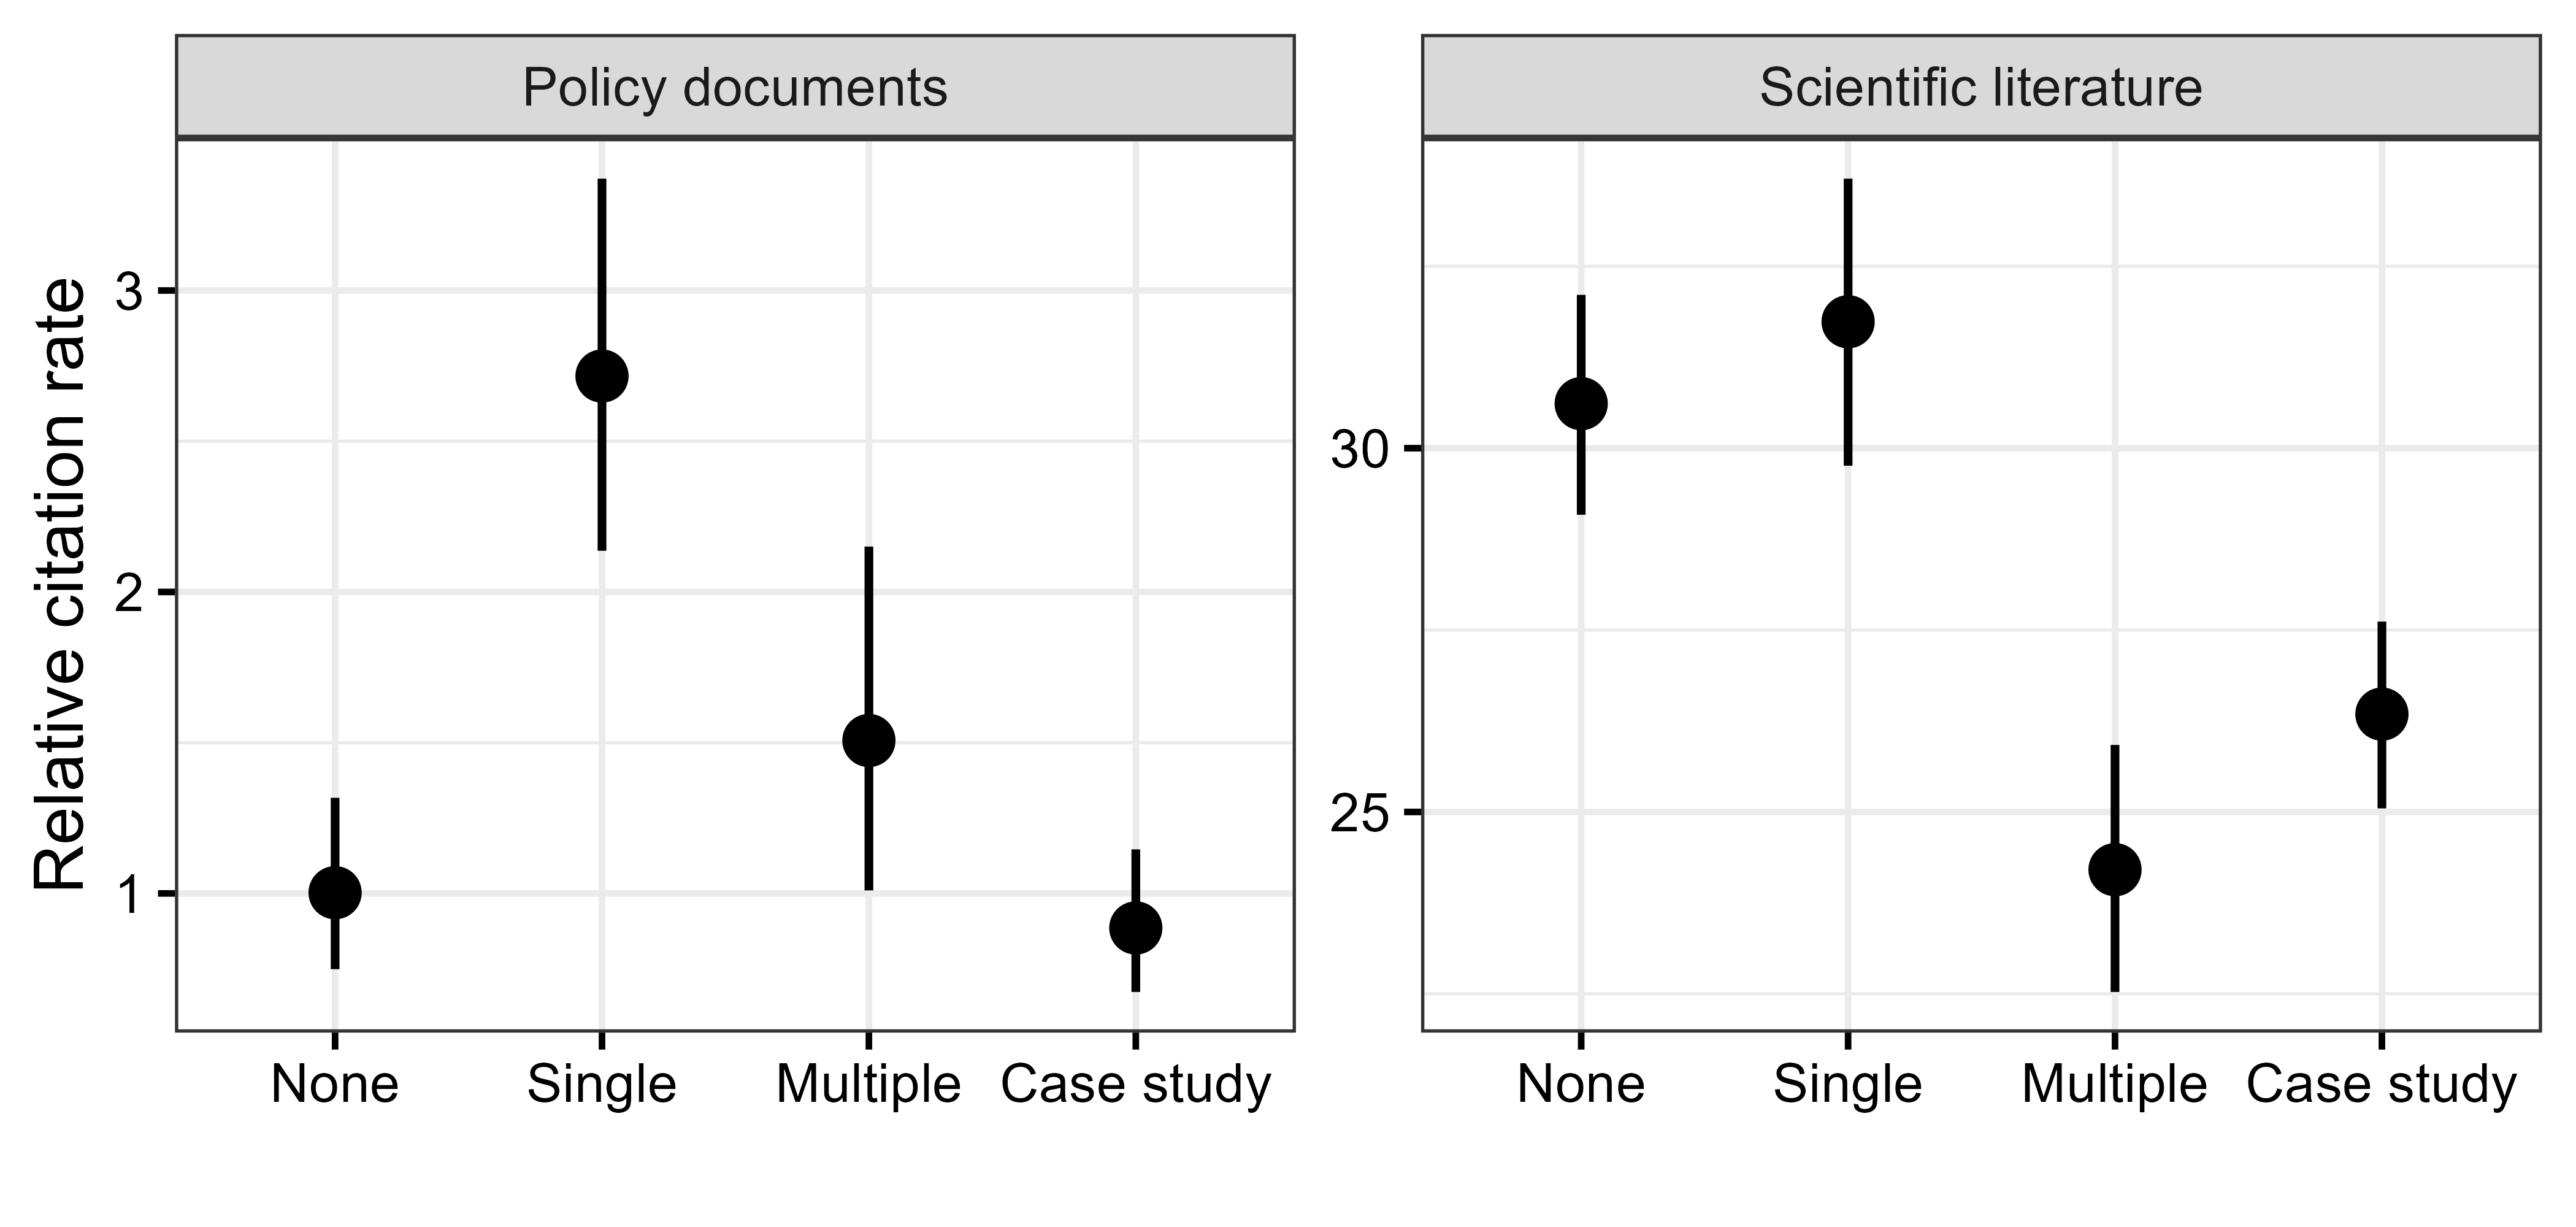 Policy documents
Scientific literature
Relative citation rate
3
2
1
30
25
None Single Multiple Case study
None Single Multiple Case study